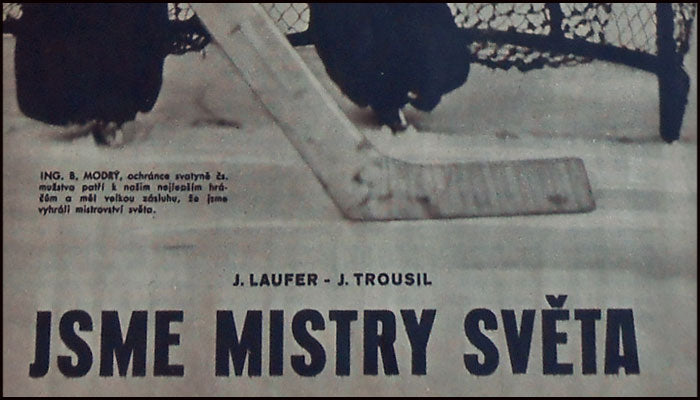 ING. B. MODRÝ, ochránce svatyně čs.
mužstva patří k našim nejlepším hrá-
čům a měl velkou zásluhu, že jsme
vyhráli mistrovství světa.
J. LAUFER - J. TROUSIL
JSME MISTRY SVĚTA